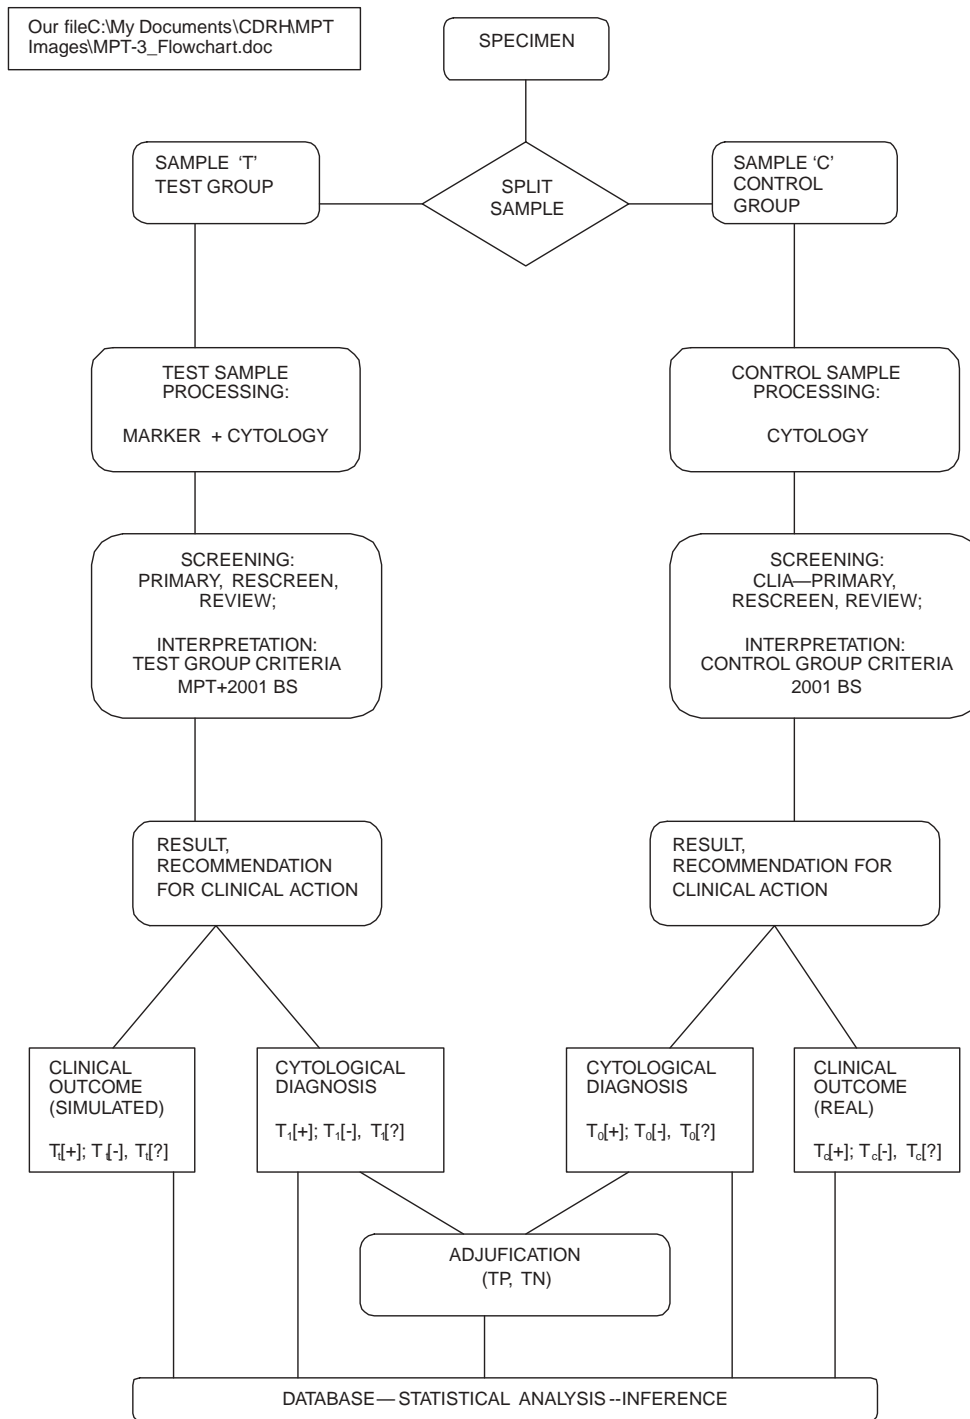 Our fileC:\My Documents\CDRH\MPT
Images\MPT-3_Flowchart.doc
SPECIMEN
SAMPLE ‘T’
TEST GROUP
SPLIT
SAMPLE
SAMPLE ‘C’
CONTROL
GROUP
TEST SAMPLE
PROCESSING:
MARKER + CYTOLOGY
CONTROL SAMPLE
PROCESSING:
CYTOLOGY
SCREENING:
PRIMARY, RESCREEN,
REVIEW;
INTERPRETATION:
TEST GROUP CRITERIA
MPT+2001 BS
SCREENING:
CLIA—PRIMARY,
RESCREEN, REVIEW;
INTERPRETATION:
CONTROL GROUP CRITERIA
2001 BS
RESULT,
RECOMMENDATION
FOR CLINICAL ACTION
RESULT,
RECOMMENDATION FOR
CLINICAL ACTION
CLINICAL
OUTCOME
(SIMULATED)
Tt[+]; Tt[-], Tt[?]
CYTOLOGICAL
DIAGNOSIS
T1[+]; T1[-], T1[?]
CYTOLOGICAL
DIAGNOSIS
T0[+]; T0[-], T0[?]
CLINICAL
OUTCOME
(REAL)
Tc[+]; Tc[-], Tc[?]
ADJUFICATION
(TP, TN)
DATABASE—STATISTICAL ANALYSIS--INFERENCE